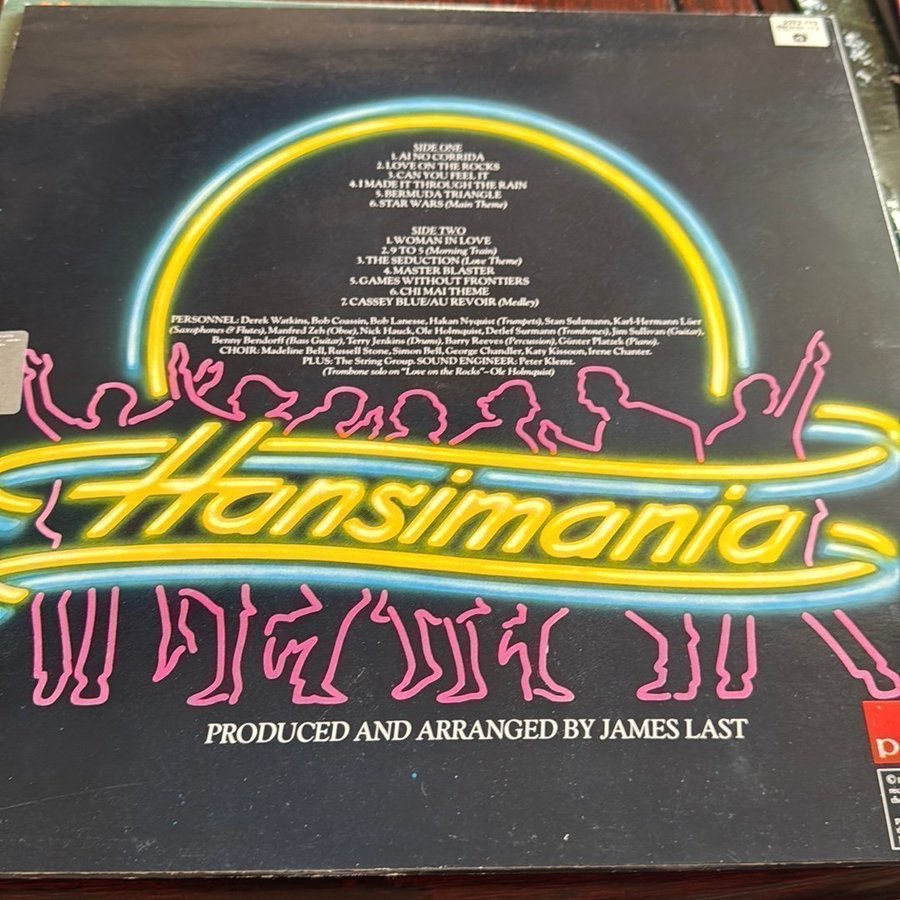 SIDE ONE
1. AI NO CORRIDA
2. LOVE ON THE ROCKS
3. CAN YOU FEEL IT
4. I MADE IT THROUGH THE RAIN
5. BERMUDA TRIANGLE
6. STAR WARS (Main Theme)
SIDE TWO
1. WOMAN IN LOVE
2. 9 TO 5 (Morning Train)
3. THE SEDUCTION (Love Theme)
4. MASTER BLASTER
5. GAMES WITHOUT FRONTIERS
6. CHI MAI THEME
7. CASSEY BLUE/AU REVOIR (Medley)
PERSONNEL: Derek Watkins, Bob Coassin, Bob Lanesse, Hakan Nyquist (Trumpets), Stan Sulzmann, Karl-Hermann Lüer
(Saxophones & Flutes), Manfred Zeh (Oboe), Nick Hauck, Ole Holmquist, Detlef Surmann (Trombones), Jim Sullivan (Guitar),
Benny Bendorff (Bass Guitar), Terry Jenkins (Drums), Barry Reeves (Percussion), Günter Platzek (Piano).
CHOIR: Madeline Bell, Russell Stone, Simon Bell, George Chandler, Katy Kissoon, Irene Chanter.
PLUS: The String Group. SOUND ENGINEER: Peter Klemt.
(Trombone solo on "Love on the Rocks"–Ole Holmquist)
Hansimania
PRODUCED AND ARRANGED BY JAMES LAST